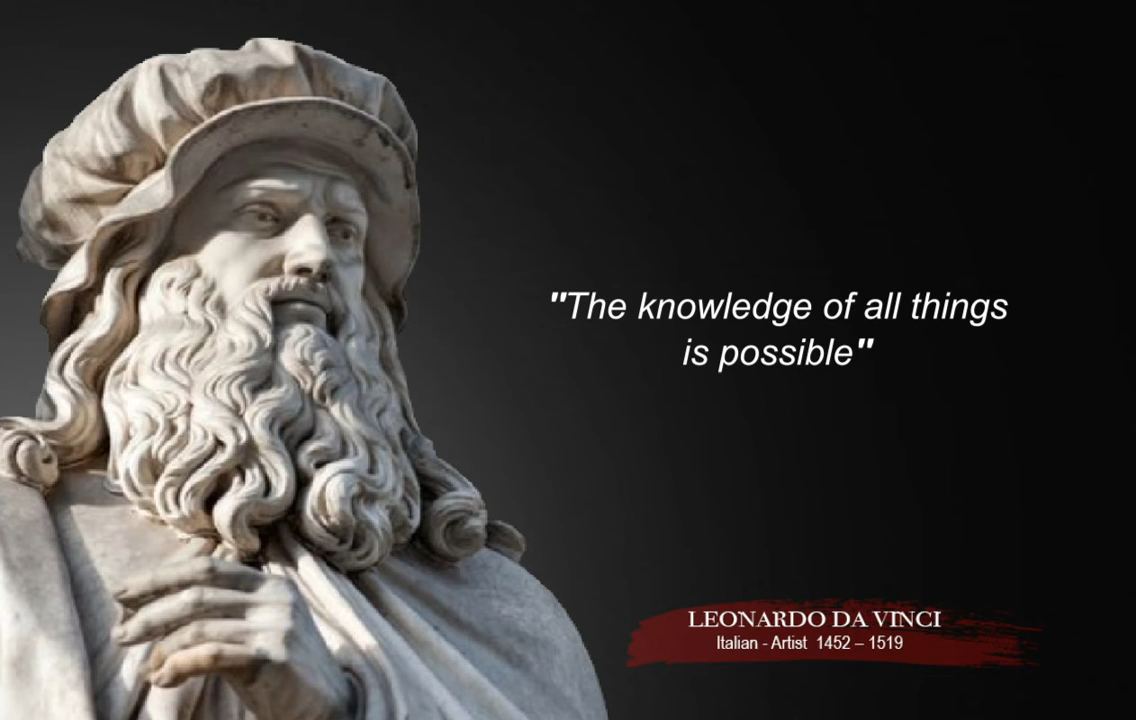 "The knowledge of all things
is possible"
LEONARDO DA VINCI
Italian - Artist 1452 – 1519